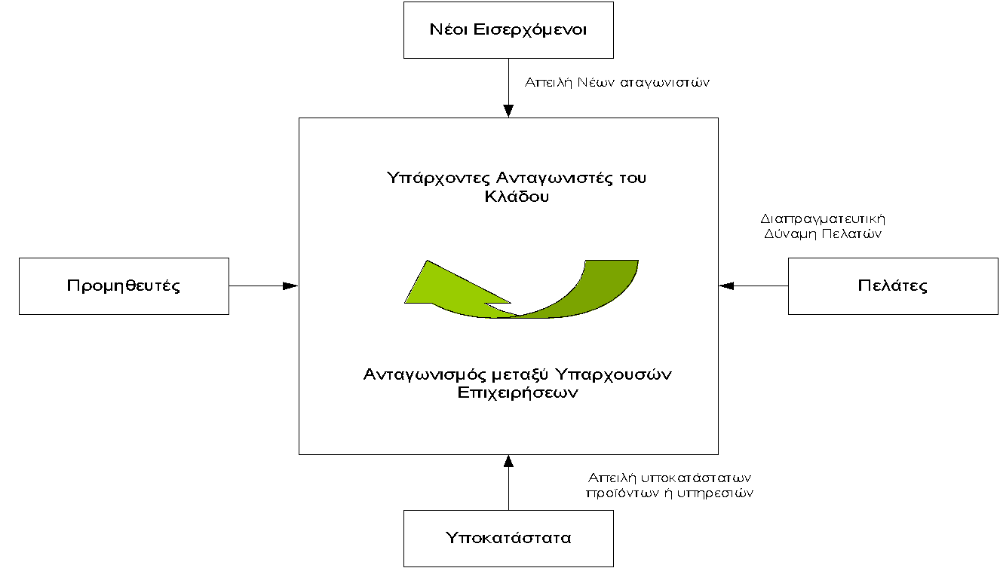 Νέοι Εισερχόμενοι
Απειλή Νέων αταγωνιστών
Υπάρχοντες Ανταγωνιστές του
Κλάδου
Διαπραγματευτική
Δύναμη Πελατών
Προμηθευτές
Πελάτες
Ανταγωνισμός μεταξύ Υπαρχουσών
Επιχειρήσεων
Απειλή υποκατάστατων
προϊόντων ή υπηρεσιών
Υποκατάστατα